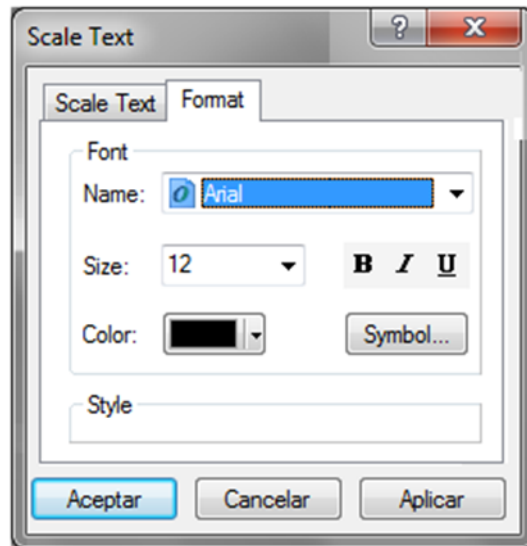 Scale Text
Scale Text Format
Font
Name: Arial
Size: 12 B I U
Color: Symbol...
Style
Aceptar Cancelar Aplicar